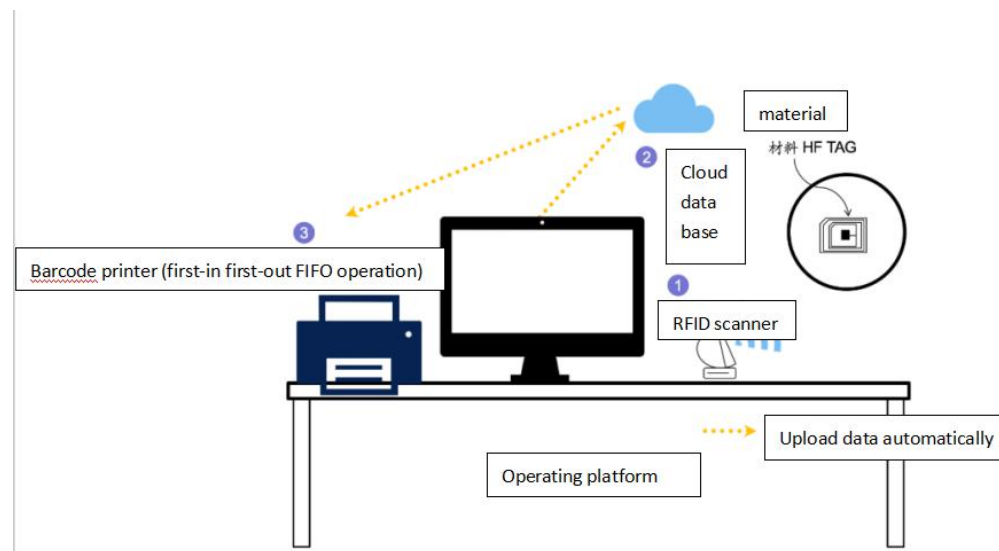 material
材料 HF TAG
2
Cloud
data
base
3
Barcode printer (first-in first-out FIFO operation)
1
RFID scanner
Upload data automatically
Operating platform